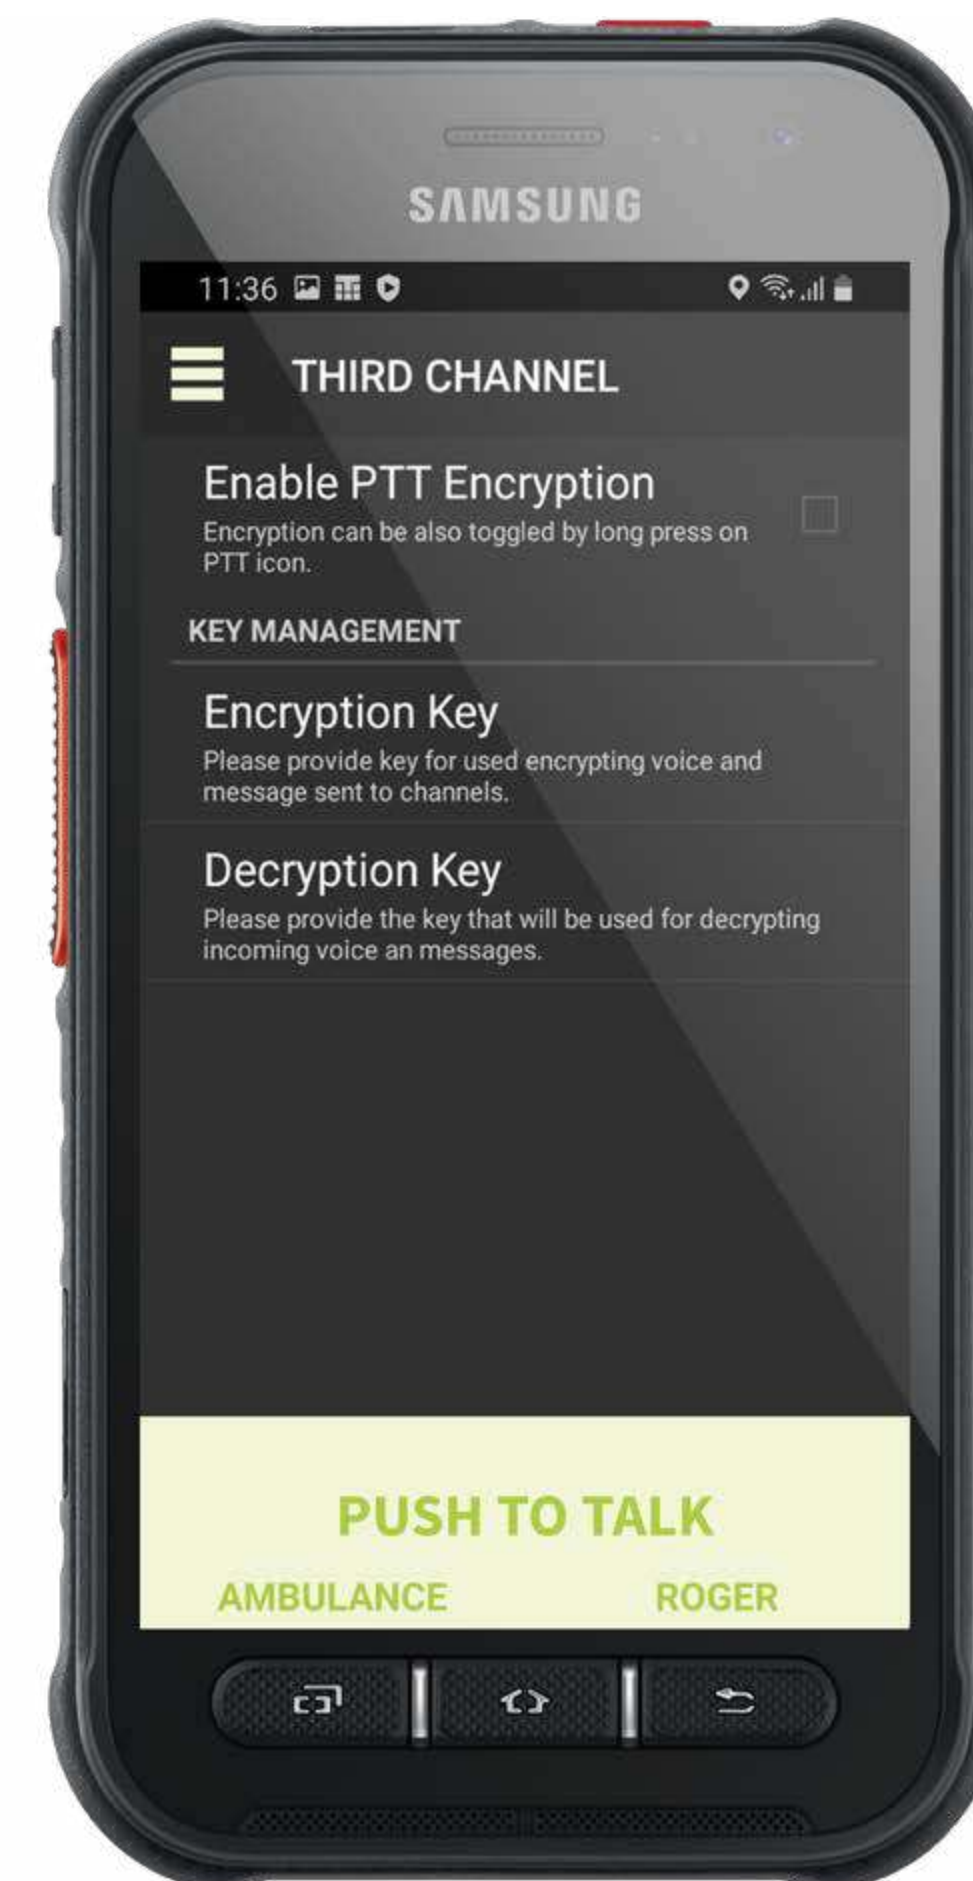 SAMSUNG
11:36
THIRD CHANNEL
Enable PTT Encryption
Encryption can be also toggled by long press on
PTT icon.
KEY MANAGEMENT
Encryption Key
Please provide key for used encrypting voice and
message sent to channels.
Decryption Key
Please provide the key that will be used for decrypting
incoming voice an messages.
PUSH TO TALK
AMBULANCE
ROGER